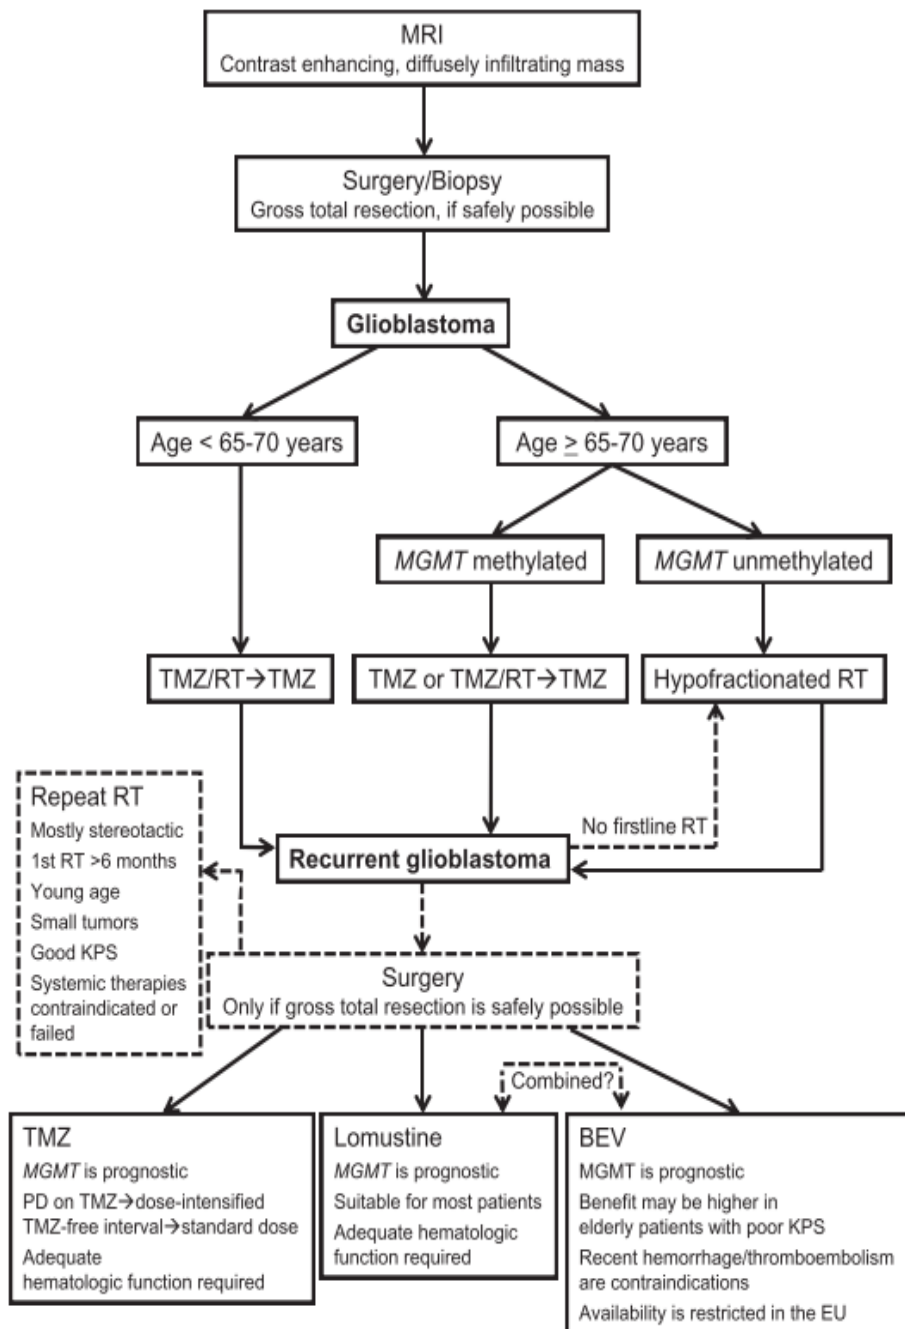 MRI
Contrast enhancing, diffusely infiltrating mass
Surgery/Biopsy
Gross total resection, if safely possible
Glioblastoma
Age < 65-70 years
Age ≥ 65-70 years
MGMT methylated
MGMT unmethylated
TMZ/RT→TMZ
TMZ or TMZ/RT→TMZ
Hypofractionated RT
Repeat RT
Mostly stereotactic
1st RT >6 months
Young age
Small tumors
Good KPS
Systemic therapies
contraindicated or
failed
No firstline RT
Recurrent glioblastoma
Surgery
Only if gross total resection is safely possible
Combined?
TMZ
MGMT is prognostic
PD on TMZ→dose-intensified
TMZ-free interval→standard dose
Adequate
hematologic function required
Lomustine
MGMT is prognostic
Suitable for most patients
Adequate hematologic
function required
BEV
MGMT is prognostic
Benefit may be higher in
elderly patients with poor KPS
Recent hemorrhage/thromboembolism
are contraindications
Availability is restricted in the EU